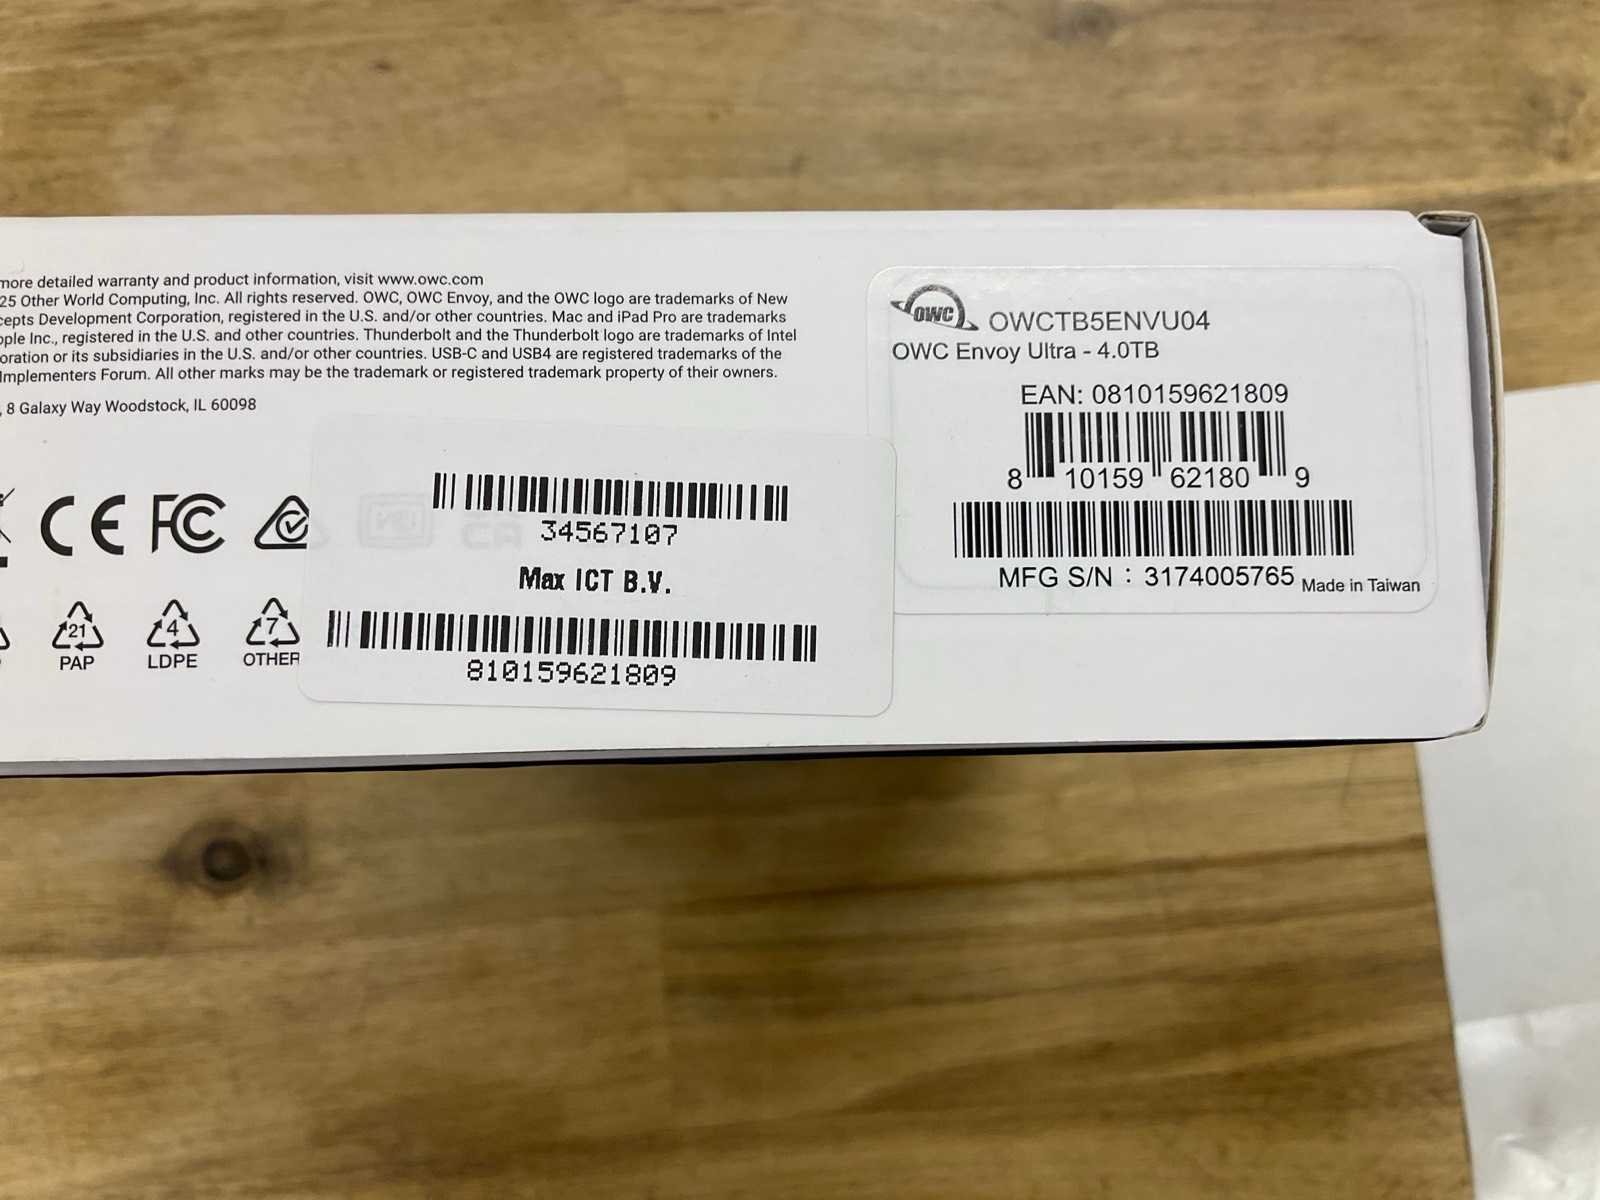 more detailed warranty and product information, visit www.owc.com
25 Other World Computing, Inc. All rights reserved. OWC, OWC Envoy, and the OWC logo are trademarks of New
cepts Development Corporation, registered in the U.S. and/or other countries. Mac and iPad Pro are trademarks
pple Inc., registered in the U.S. and other countries. Thunderbolt and the Thunderbolt logo are trademarks of Intel
oration or its subsidiaries in the U.S. and/or other countries. USB-C and USB4 are registered trademarks of the
Implementers Forum. All other marks may be the trademark or registered trademark property of their owners.
, 8 Galaxy Way Woodstock, IL 60098
CE FC
21
PAP
4
LDPE
7
OTHER
34567107
Max ICT B.V.
810159621809
OWC OWCTB5ENVU04
OWC Envoy Ultra - 4.0TB
EAN: 0810159621809
8 10159 62180 9
MFG S/N : 3174005765 Made in Taiwan